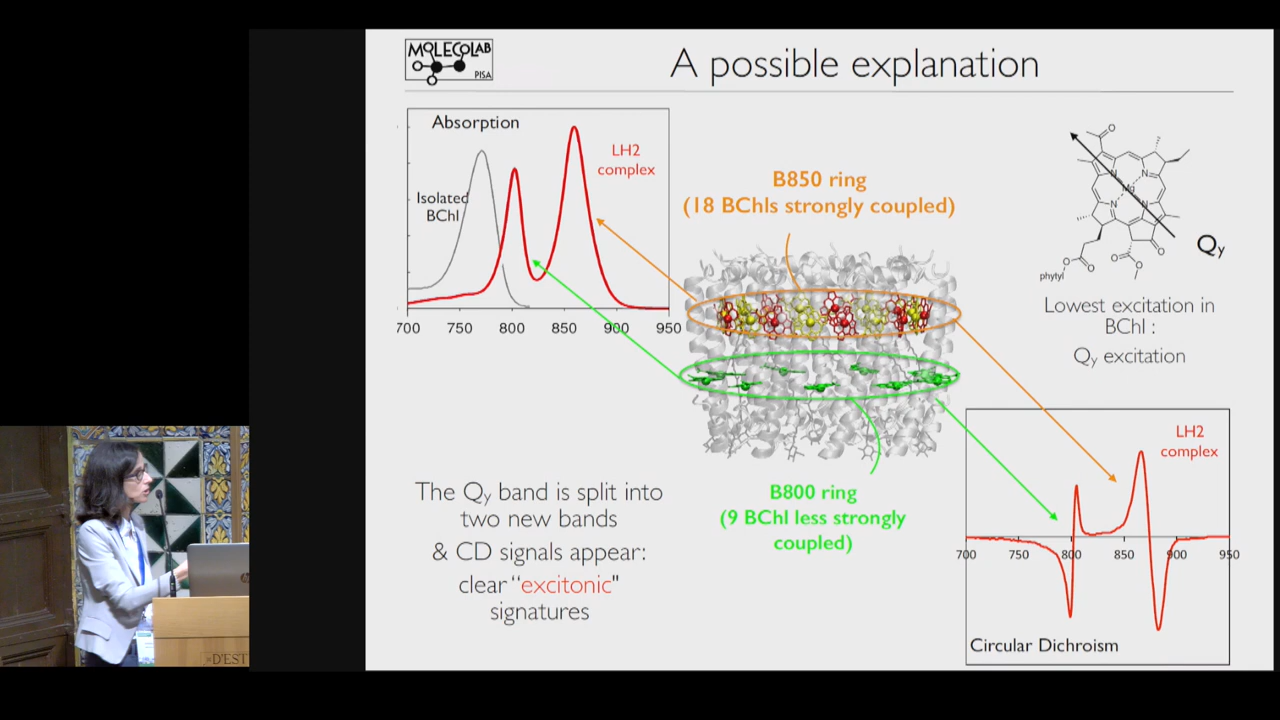 MOLECOLAB
PISA
A possible explanation
Absorption
LH2
complex
Isolated
BChl
700 750 800 850 900 950
B850 ring
(18 BChls strongly coupled)
O
N
N
Mg
N
N
O
O
O
O
O
phytyl
Qy
Lowest excitation in
BChl :
Qy excitation
The Qy band is split into
two new bands
& CD signals appear:
clear “excitonic"
signatures
B800 ring
(9 BChl less strongly
coupled)
LH2
complex
700 750 800 850 900 950
Circular Dichroism
D'EST